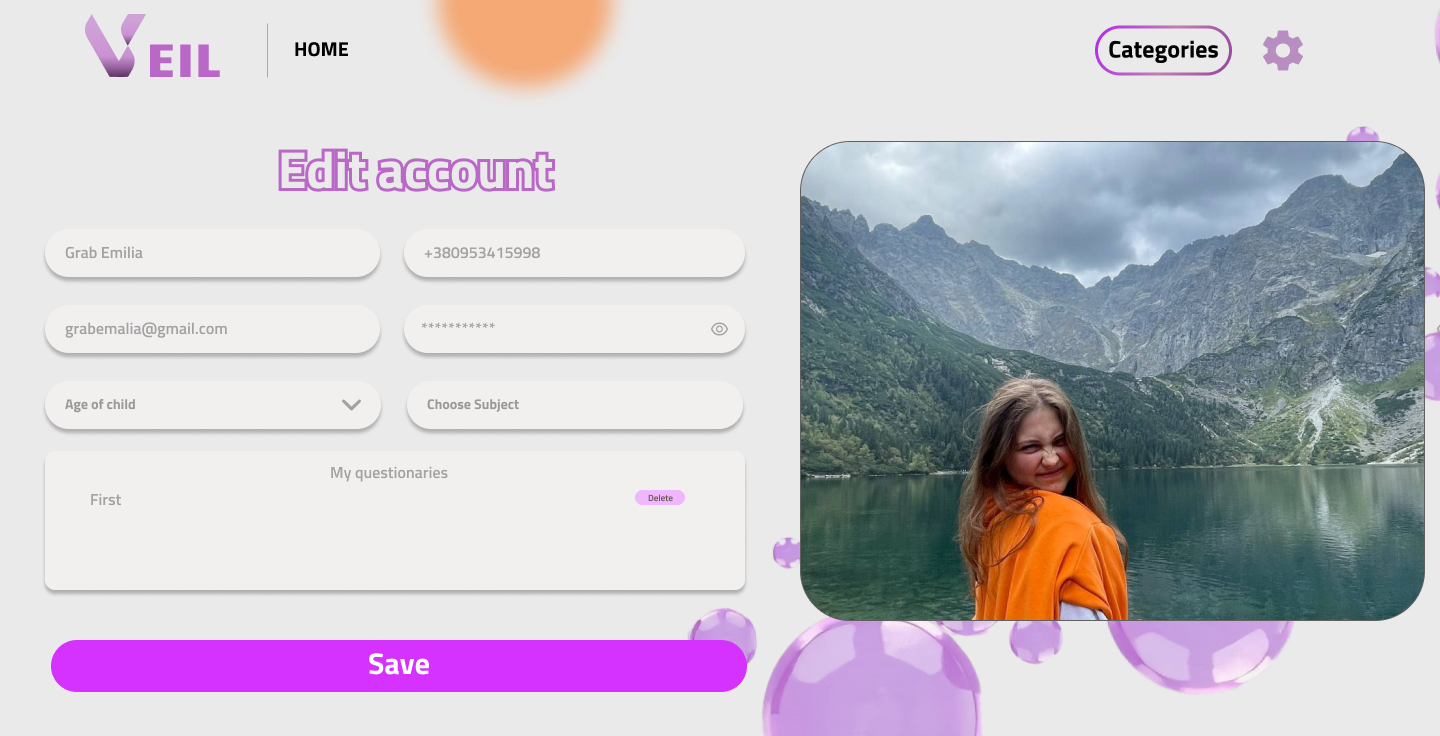 VEIL
HOME
Categories
Edit account
Grab Emilia
+380953415998
grabemalia@gmail.com
***********
Age of child
Choose Subject
My questionaries
First
Delete
Save